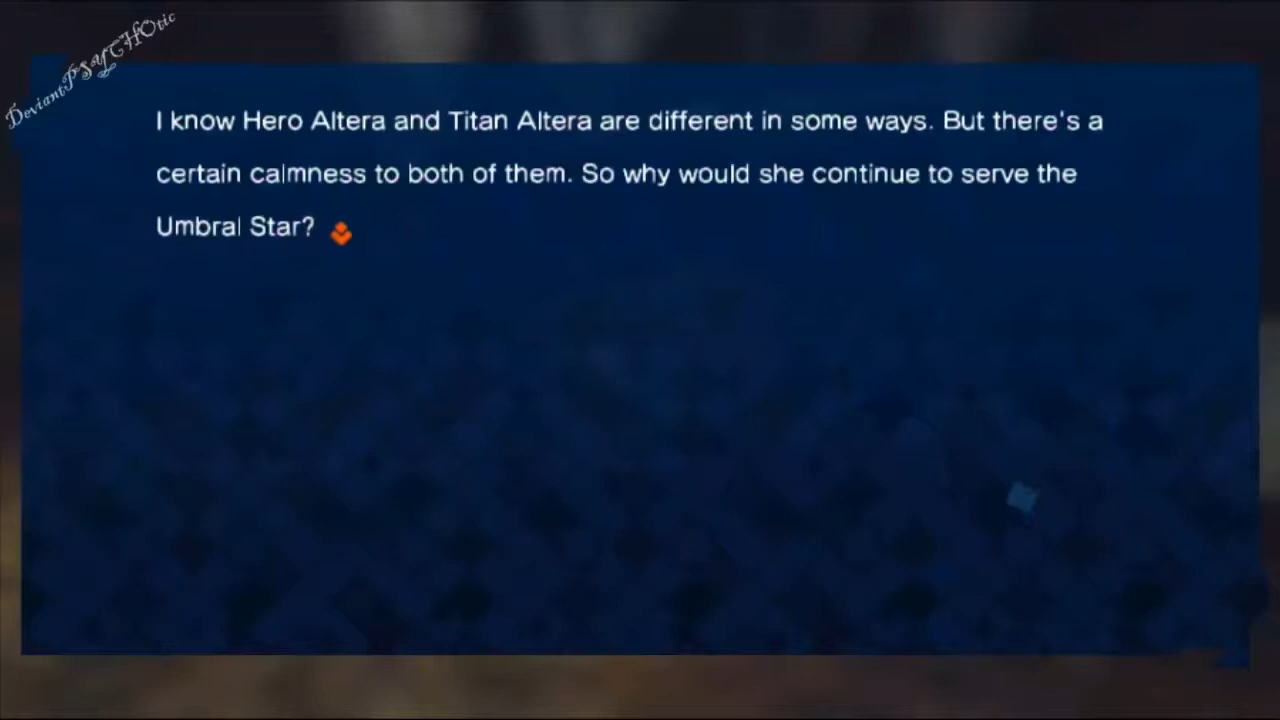 DeviantPSYCHOtic
I know Hero Altera and Titan Altera are different in some ways. But there's a
certain calmness to both of them. So why would she continue to serve the
Umbral Star?